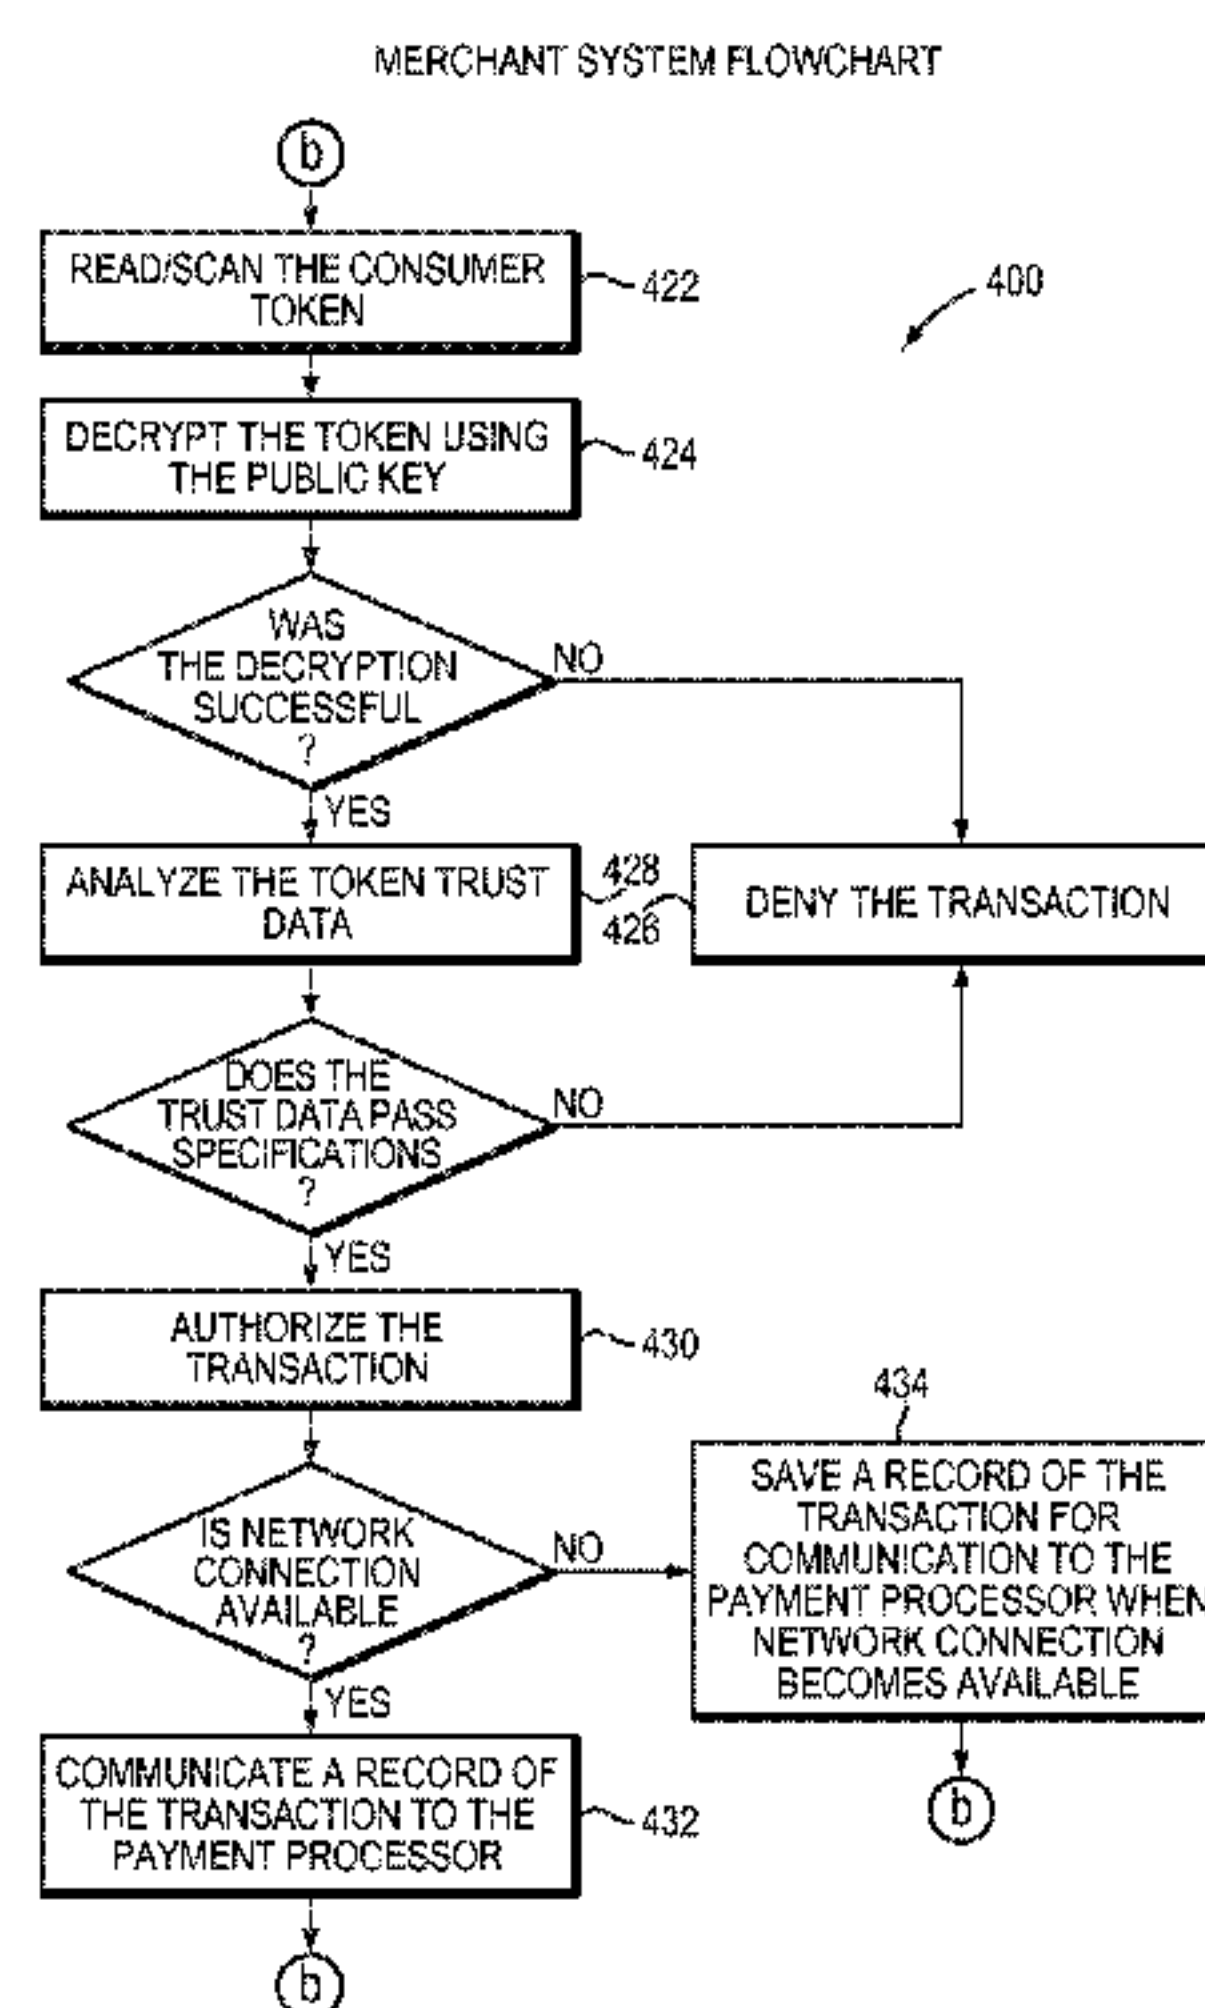 MERCHANT SYSTEM FLOWCHART
b
READ/SCAN THE CONSUMER
TOKEN
422
400
DECRYPT THE TOKEN USING
THE PUBLIC KEY
424
WAS
THE DECRYPTION
SUCCESSFUL
?
NO
YES
ANALYZE THE TOKEN TRUST
DATA
428
426
DENY THE TRANSACTION
DOES THE
TRUST DATA PASS
SPECIFICATIONS
?
NO
YES
AUTHORIZE THE
TRANSACTION
430
434
IS NETWORK
CONNECTION
AVAILABLE
?
NO
YES
SAVE A RECORD OF THE
TRANSACTION FOR
COMMUNICATION TO THE
PAYMENT PROCESSOR WHEN
NETWORK CONNECTION
BECOMES AVAILABLE
b
COMMUNICATE A RECORD OF
THE TRANSACTION TO THE
PAYMENT PROCESSOR
432
b